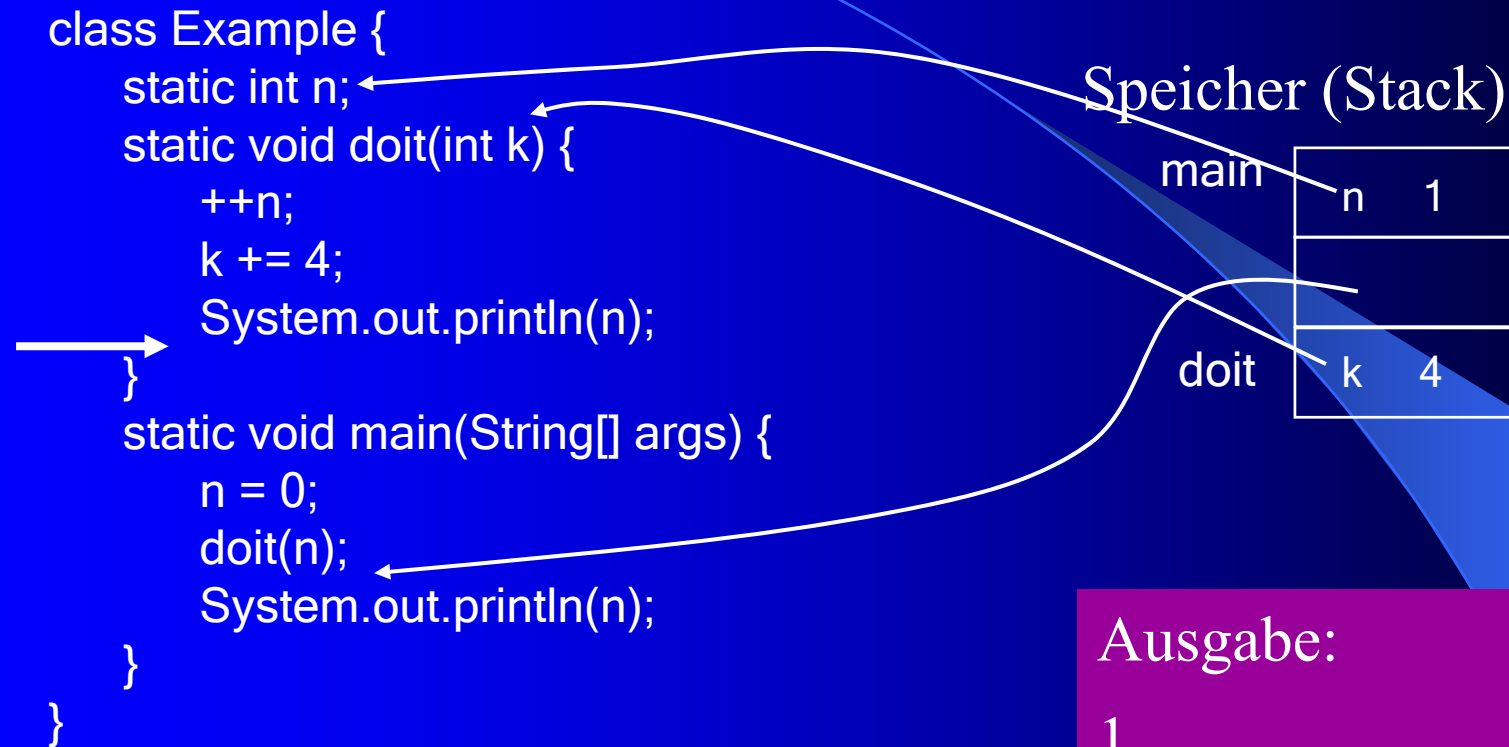 class Example {
static int n;
static void doit(int k) {
++n;
k += 4;
System.out.println(n);
}
static void main(String[] args) {
n = 0;
doit(n);
System.out.println(n);
}
}
Speicher (Stack)
main
n 1
doit
k 4
Ausgabe:
1